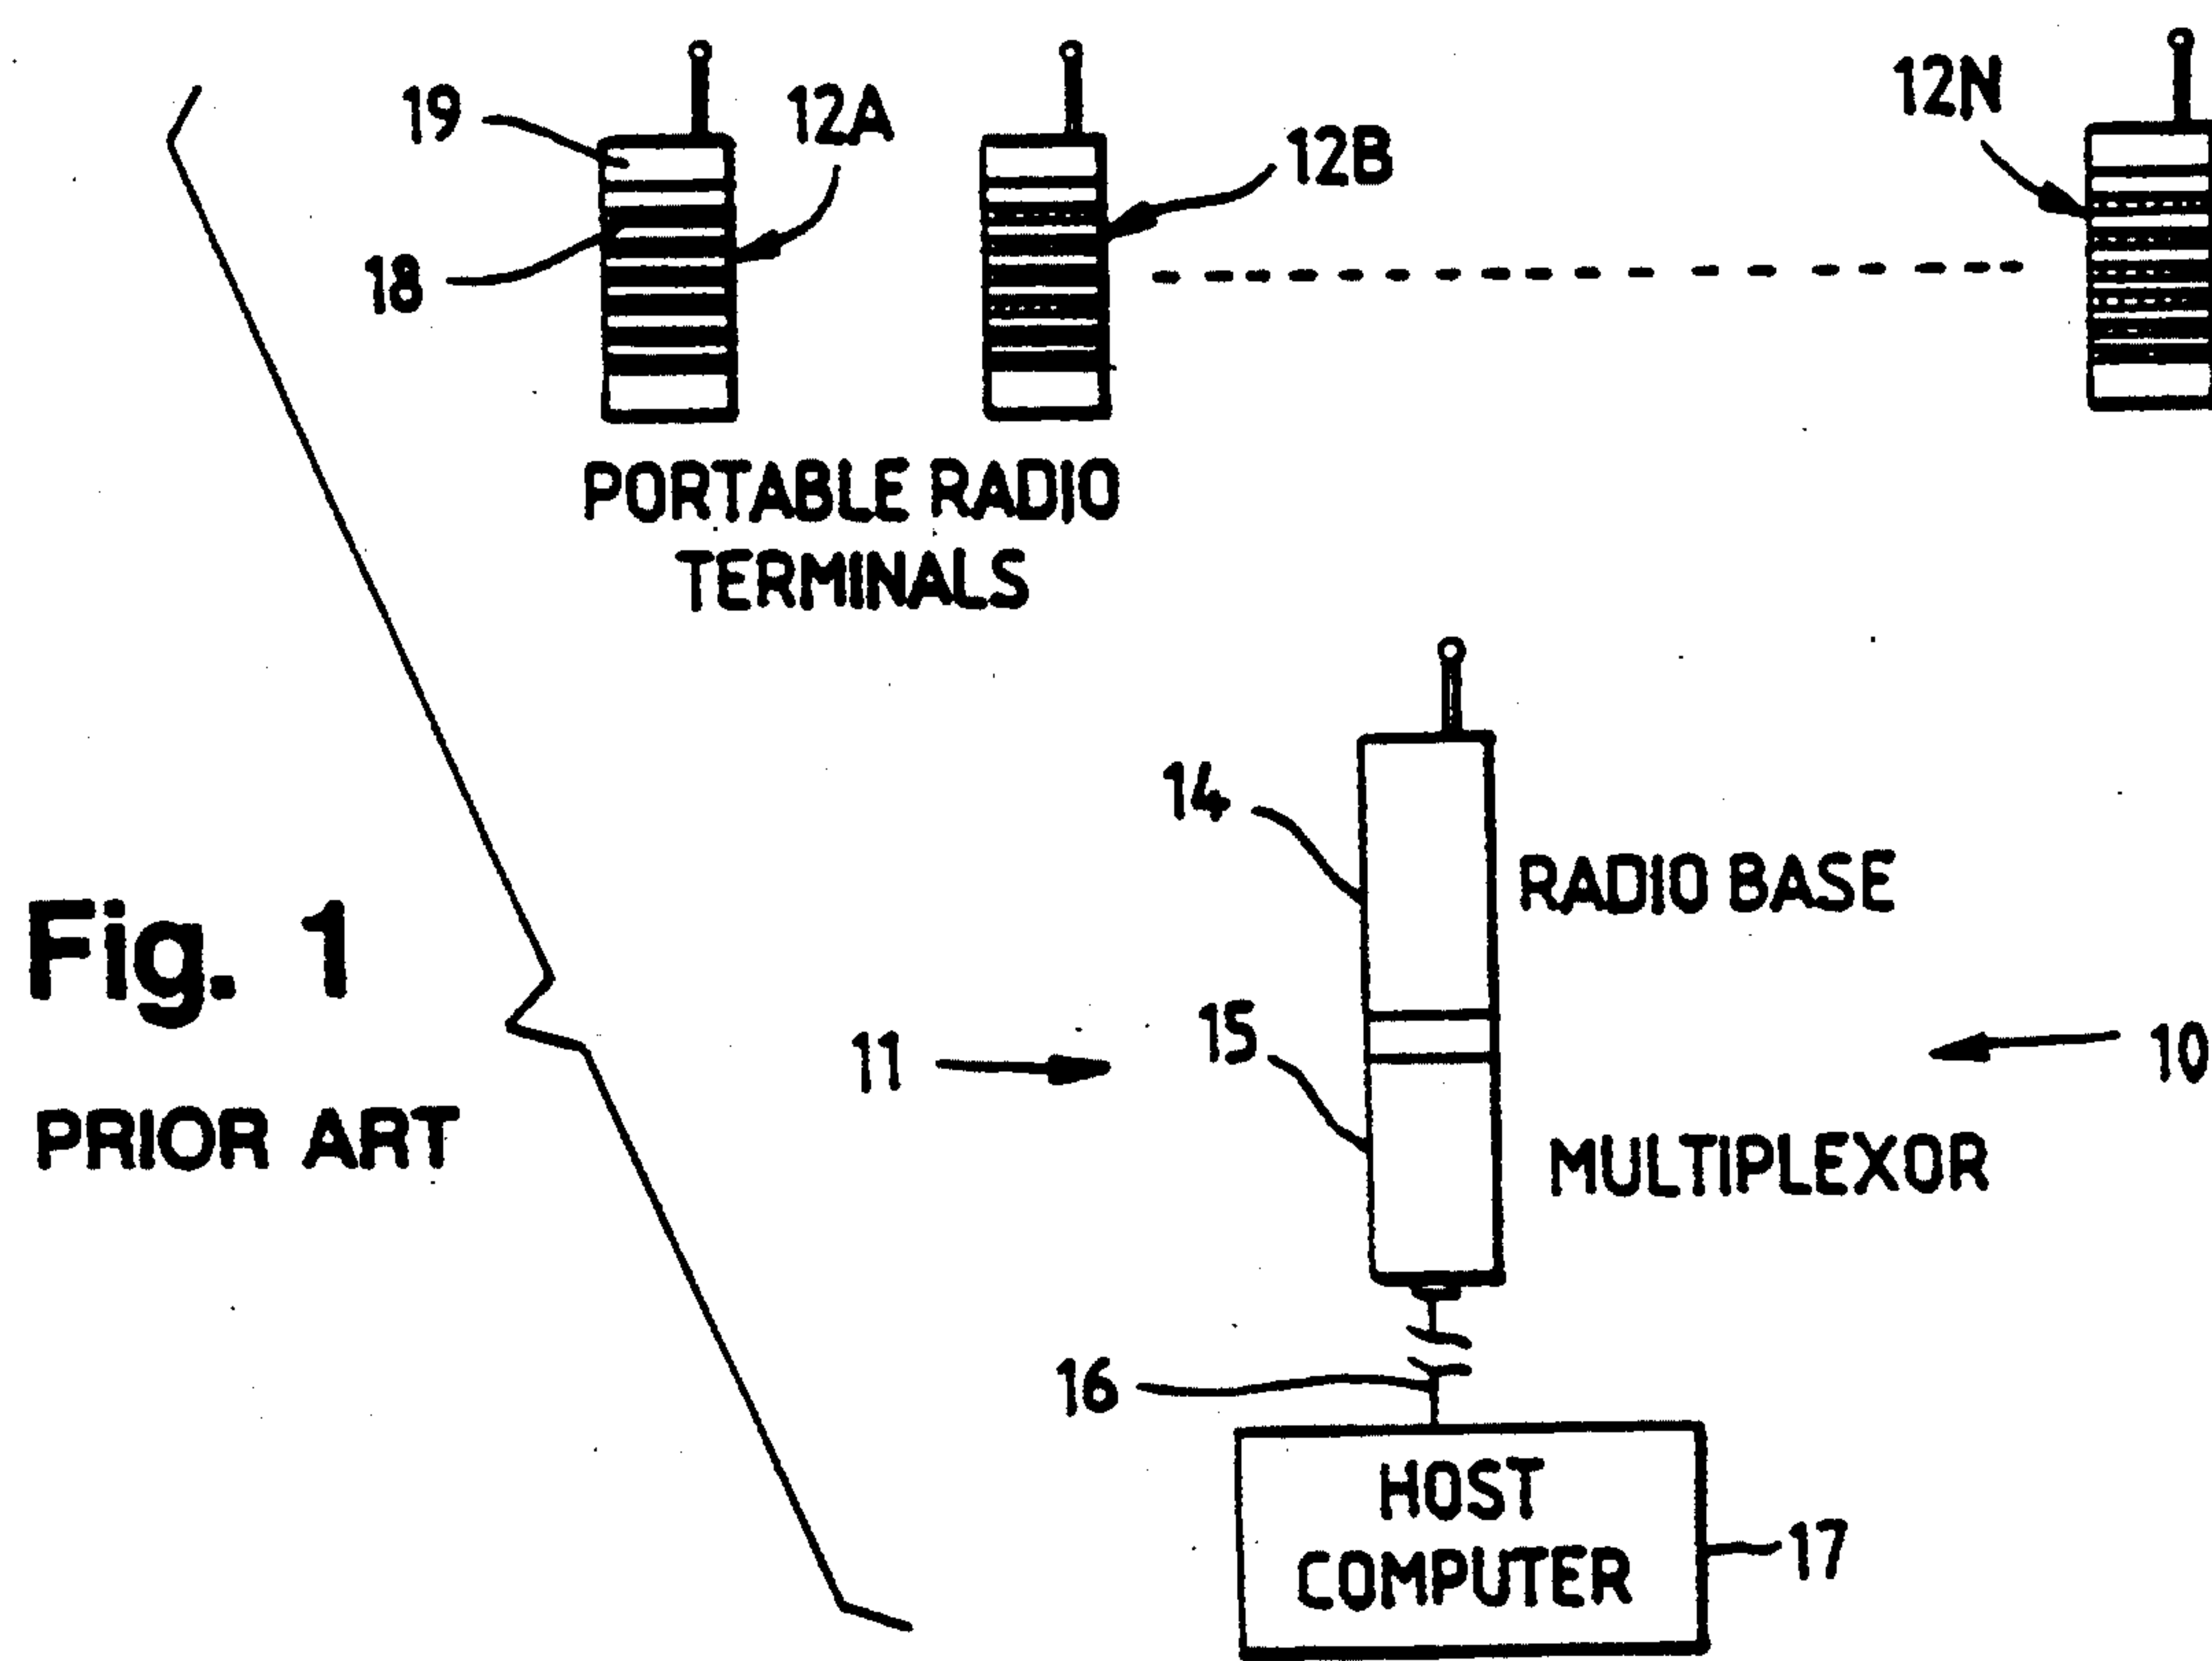 19
12A
12B
12N
18
PORTABLE RADIO
TERMINALS
14
RADIO BASE
Fig. 1
15
11
10
PRIOR ART
MULTIPLEXOR
16
HOST
COMPUTER
17